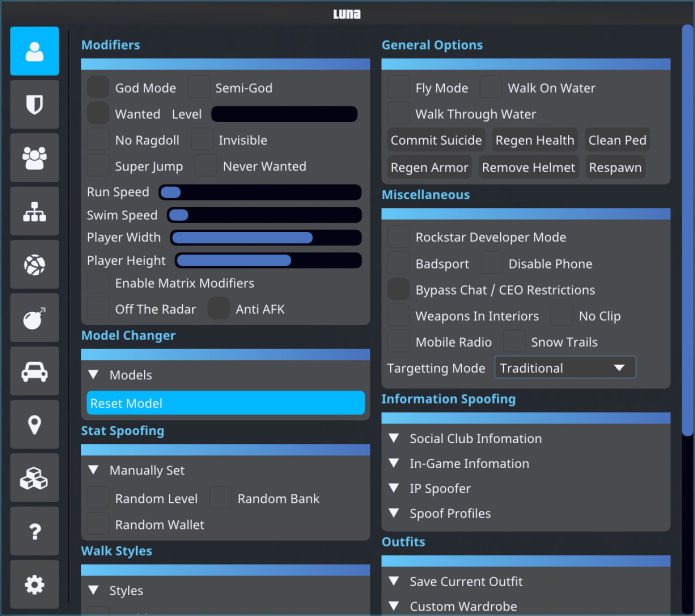 LUNA
Modifiers
God Mode Semi-God
Wanted Level
No Ragdoll Invisible
Super Jump Never Wanted
Run Speed
Swim Speed
Player Width
Player Height
Enable Matrix Modifiers
Off The Radar Anti AFK
Model Changer
Models
Reset Model
Stat Spoofing
Manually Set
Random Level Random Bank
Random Wallet
Walk Styles
Styles
General Options
Fly Mode Walk On Water
Walk Through Water
Commit Suicide Regen Health Clean Ped
Regen Armor Remove Helmet Respawn
Miscellaneous
Rockstar Developer Mode
Badsport Disable Phone
Bypass Chat / CEO Restrictions
Weapons In Interiors No Clip
Mobile Radio Snow Trails
Targetting Mode Traditional
Information Spoofing
Social Club Infomation
In-Game Infomation
IP Spoofer
Spoof Profiles
Outfits
Save Current Outfit
Custom Wardrobe